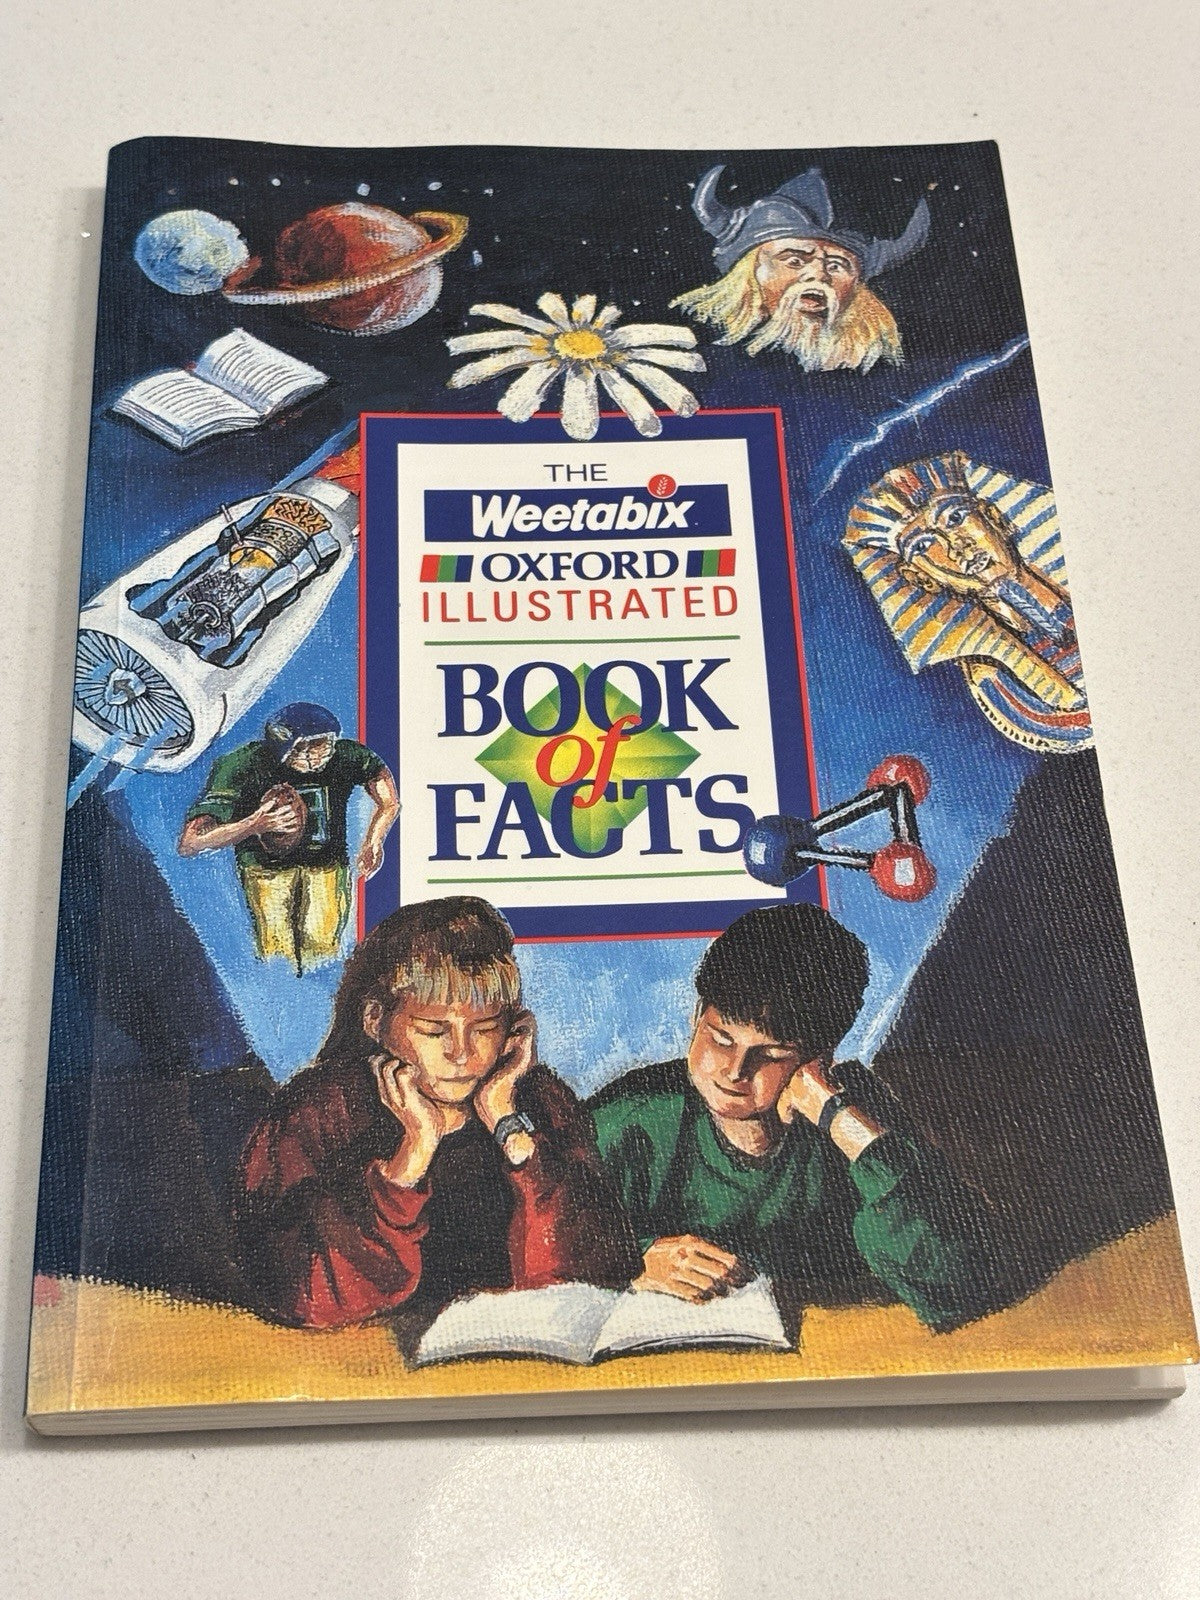 THE
Weetabix
OXFORD
ILLUSTRATED
BOOK
of
FACTS